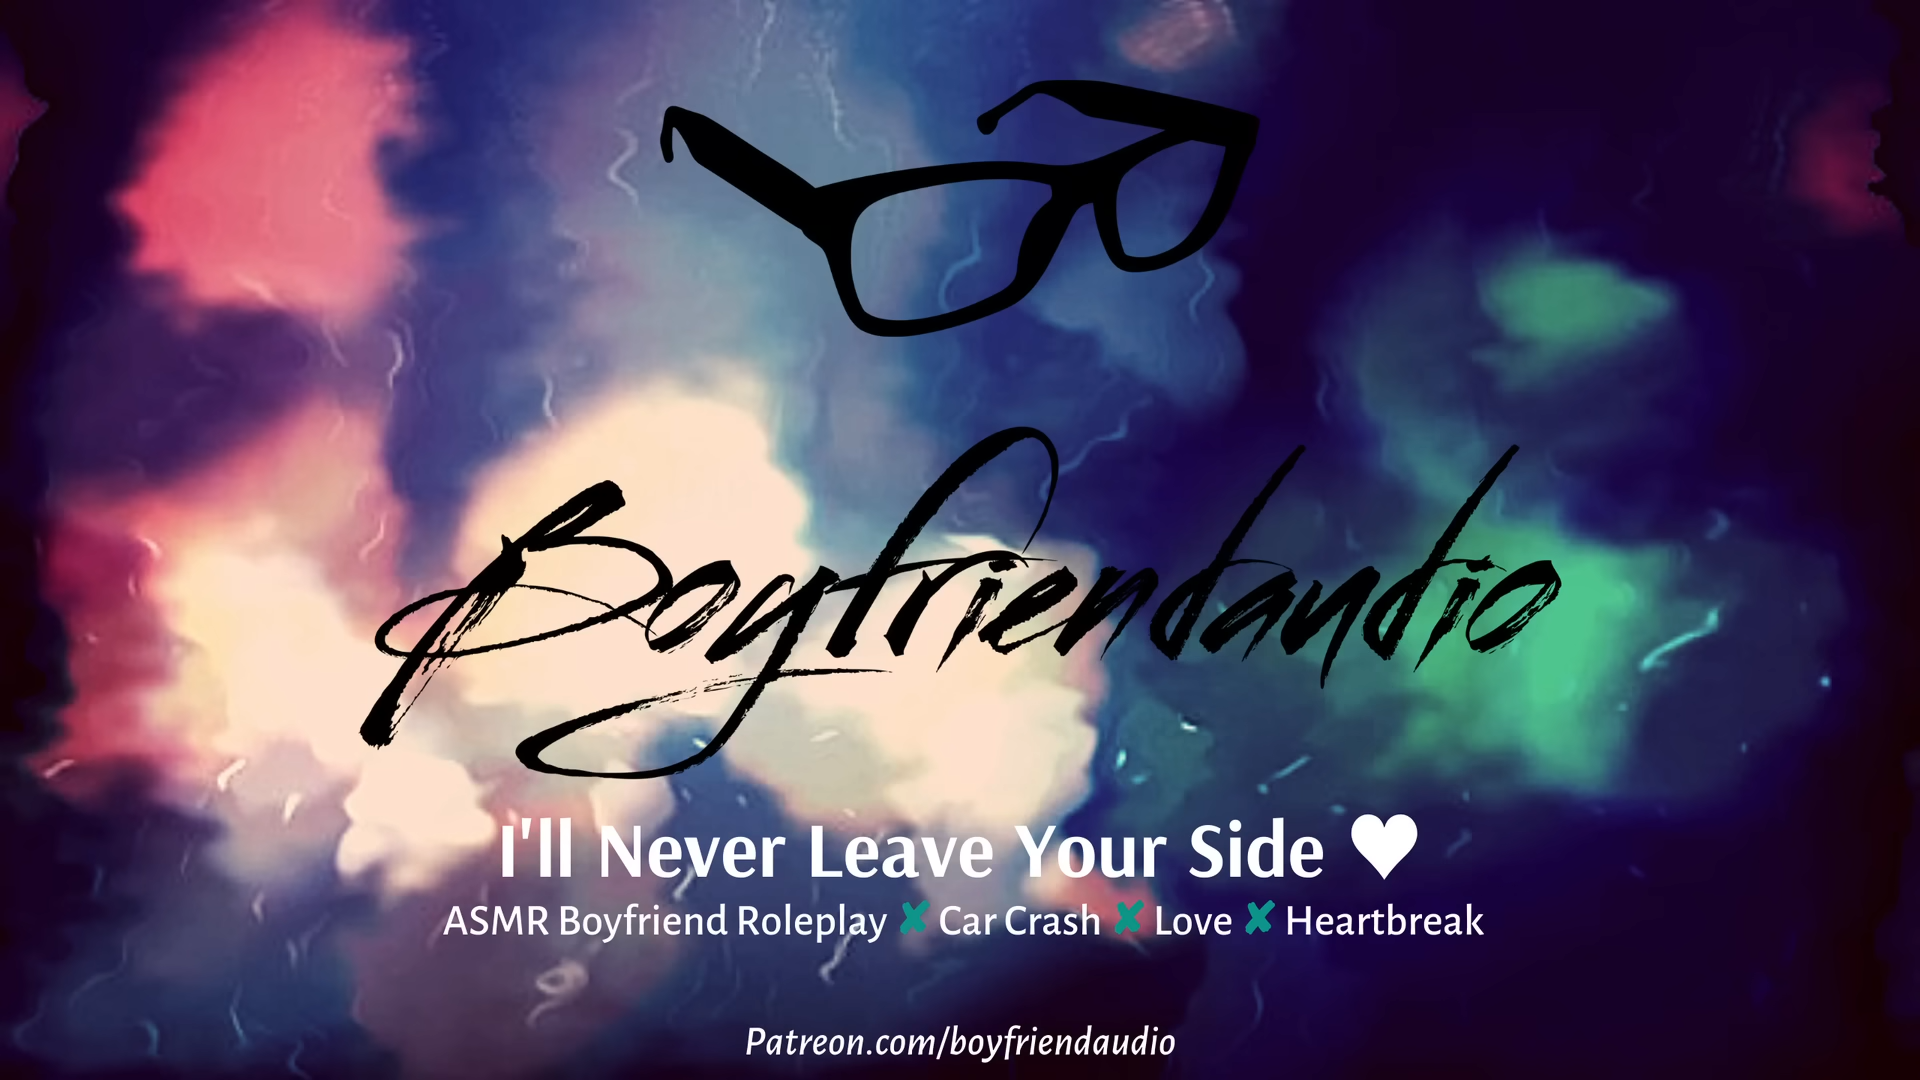 Boyfriendaudio
I'll Never Leave Your Side ♥
ASMR Boyfriend Roleplay ✘ Car Crash ✘ Love ✘ Heartbreak
Patreon.com/boyfriendaudio